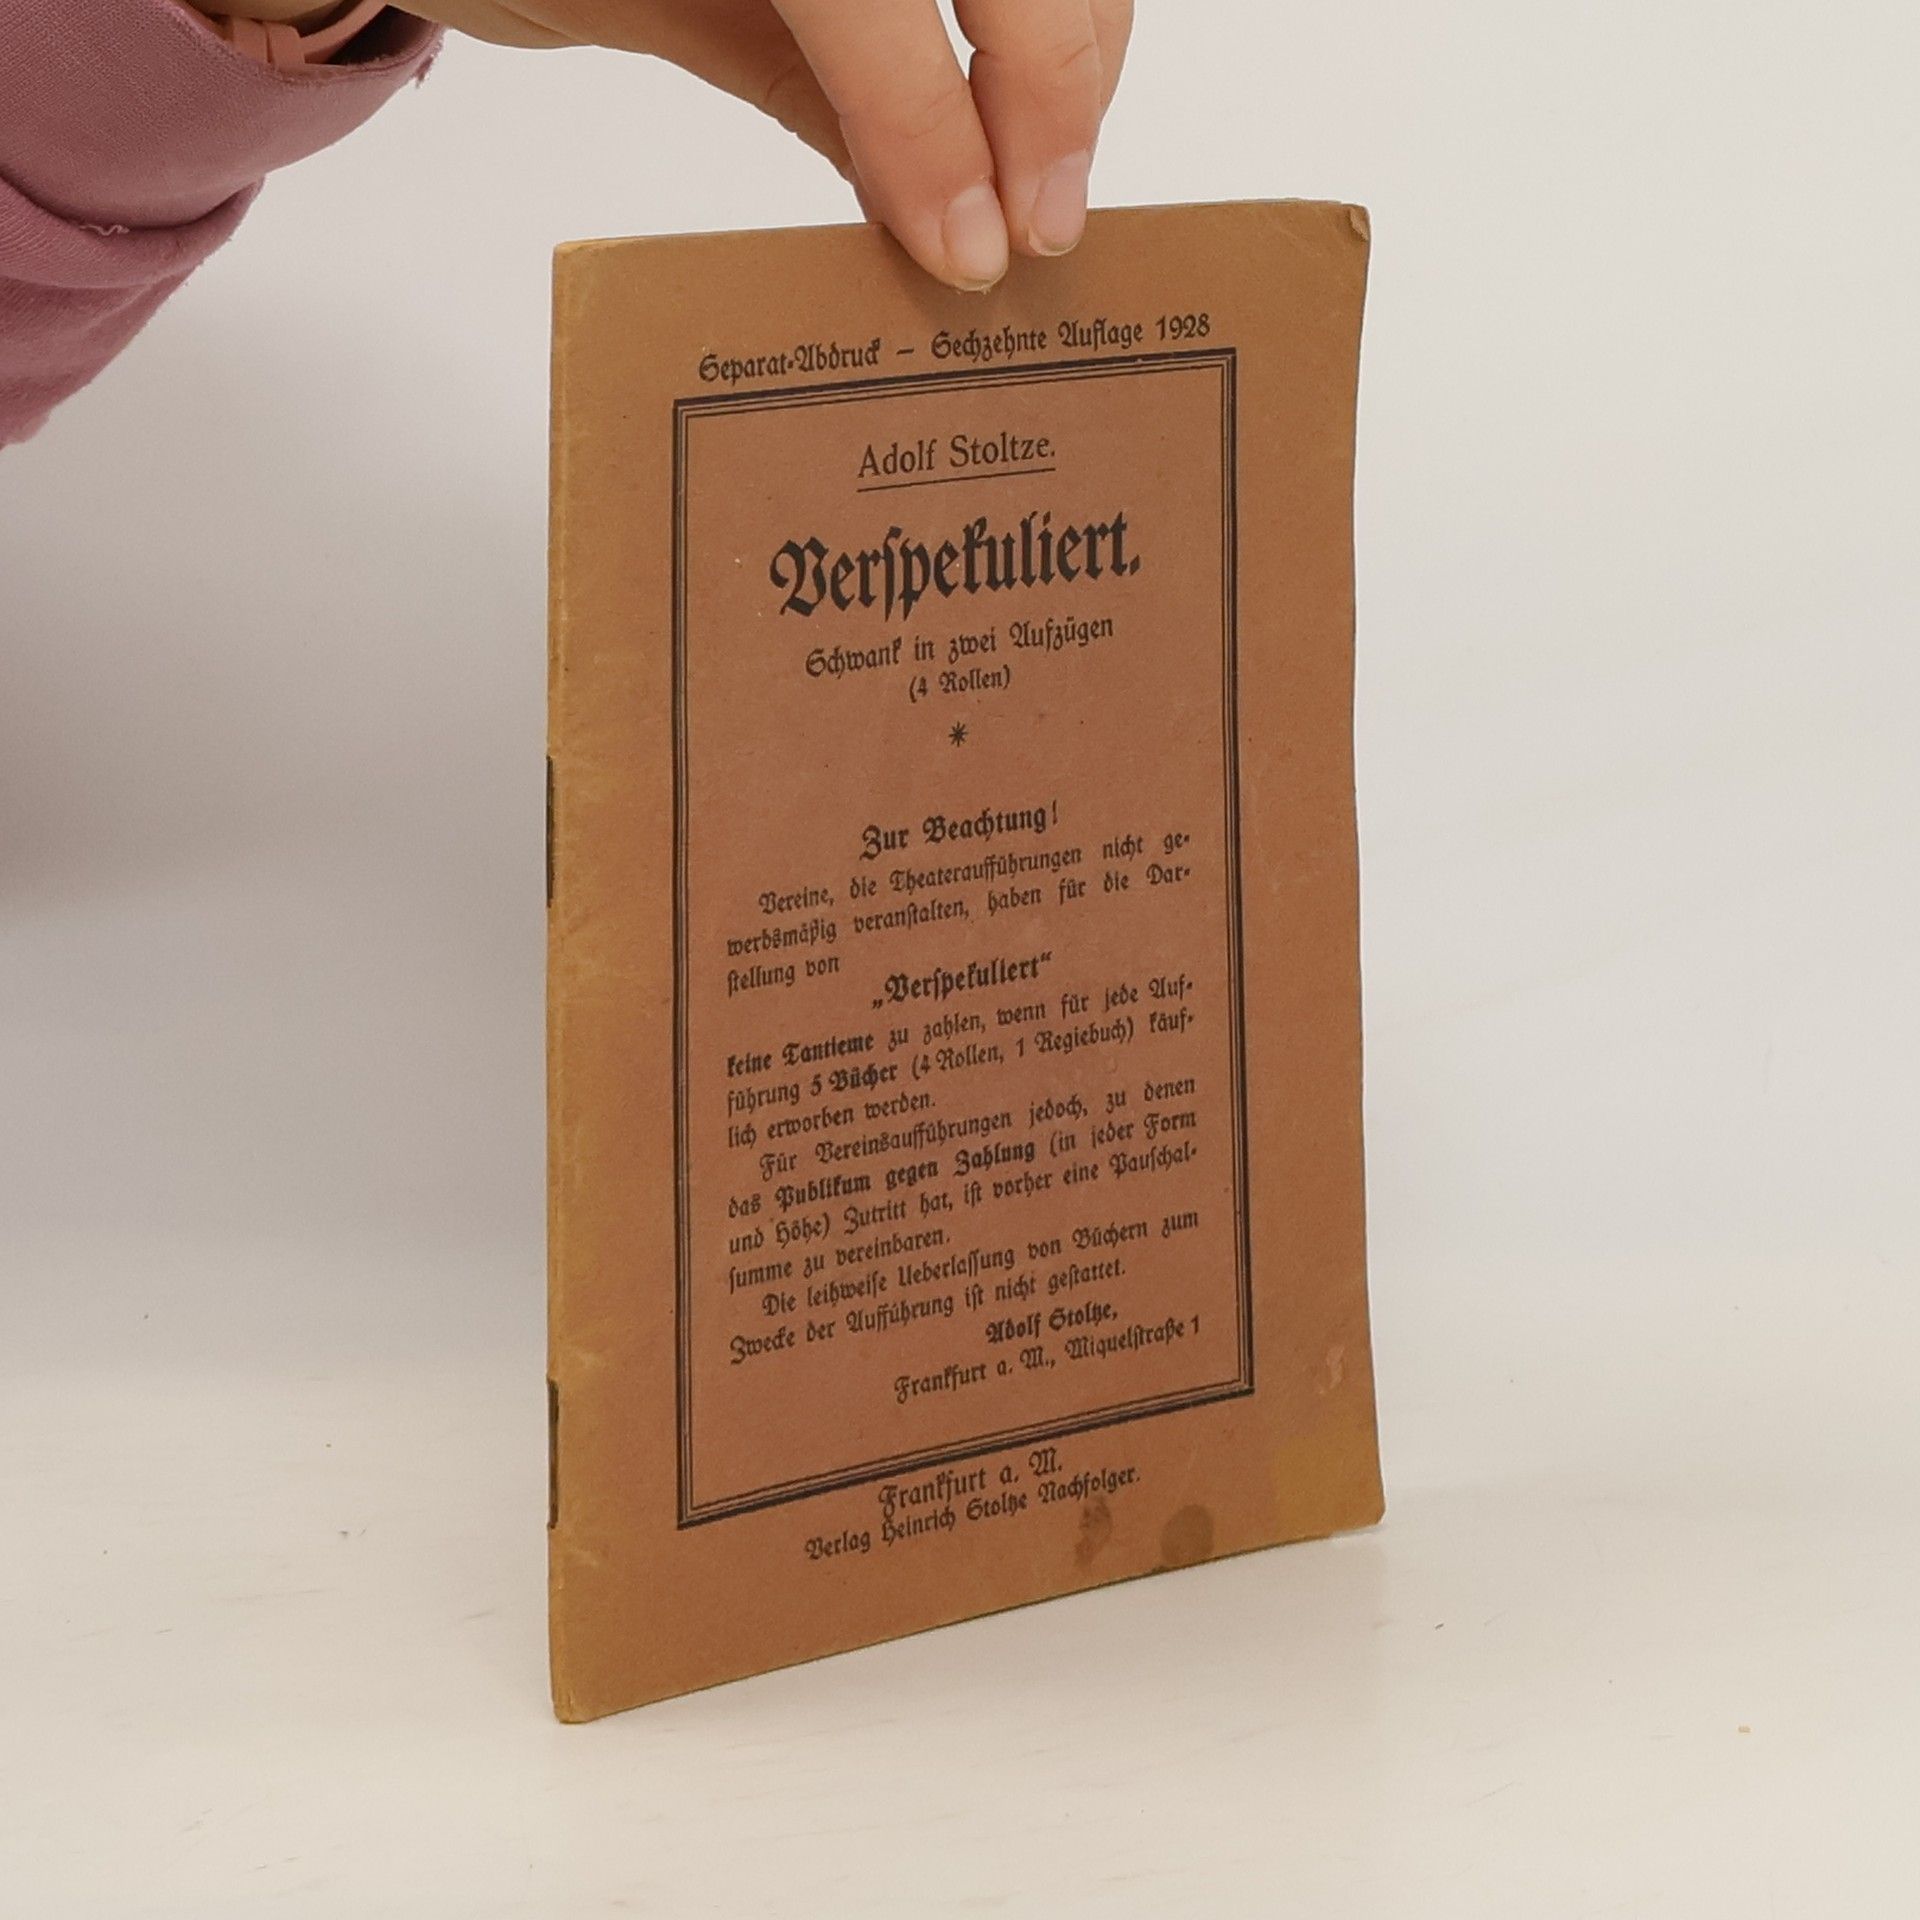 Separat-Abdruck – Sechzehnte Auflage 1928
Adolf Stoltze.
Verſpekuliert.
Schwank in zwei Aufzügen
(4 Rollen)
*
Zur Beachtung!
Vereine, die Theateraufführungen nicht ge-
werbsmäßig veranſtalten, haben für die Dar-
ſtellung von
„Verſpekuliert“
keine Tantieme zu zahlen, wenn für jede Auf-
führung 5 Bücher (4 Rollen, 1 Regiebuch) käuf-
lich erworben werden.
Für Vereinsaufführungen jedoch, zu denen
das Publikum gegen Zahlung (in jeder Form
und Höhe) Zutritt hat, iſt vorher eine Pauſchal-
ſumme zu vereinbaren.
Die leihweiſe Ueberlaſſung von Büchern zum
Zwecke der Aufführung iſt nicht geſtattet.
Adolf Stoltze,
Frankfurt a. M., Miquelſtraße 1
Frankfurt a. M.
Verlag Heinrich Stoltze Nachfolger.